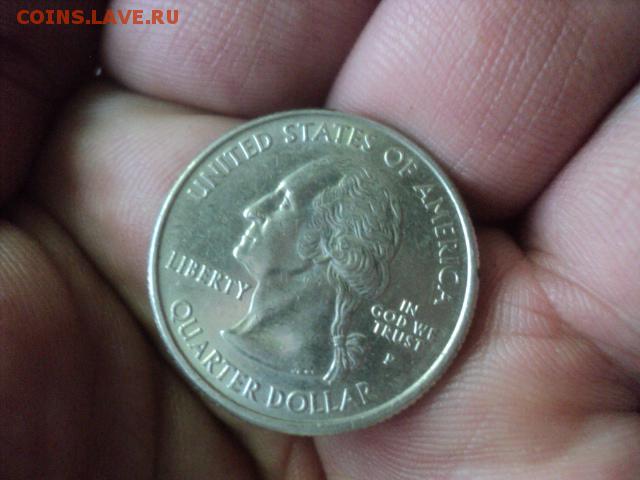 COINS.LAVE.RU
UNITED STATES OF AMERICA
LIBERTY
IN
GOD WE
TRUST
P
QUARTER DOLLAR